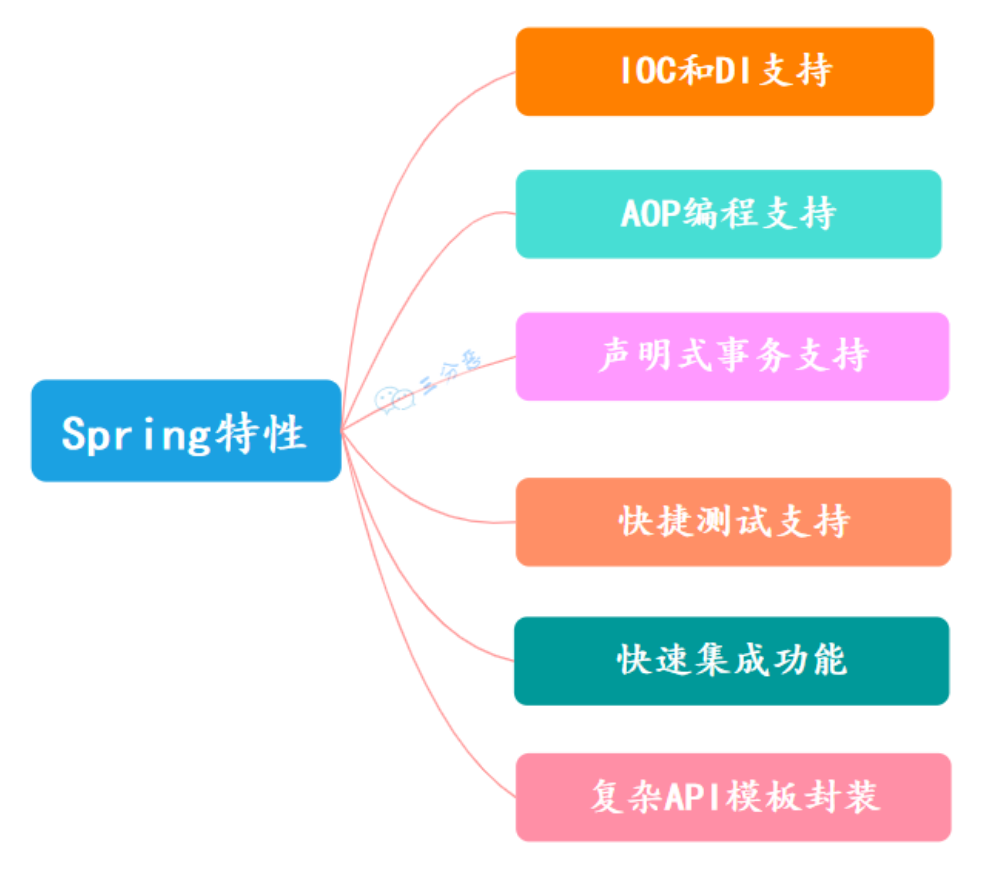 IOC和DI支持
AOP编程支持
声明式事务支持
三分恶
Spring特性
快捷测试支持
快速集成功能
复杂API模板封装